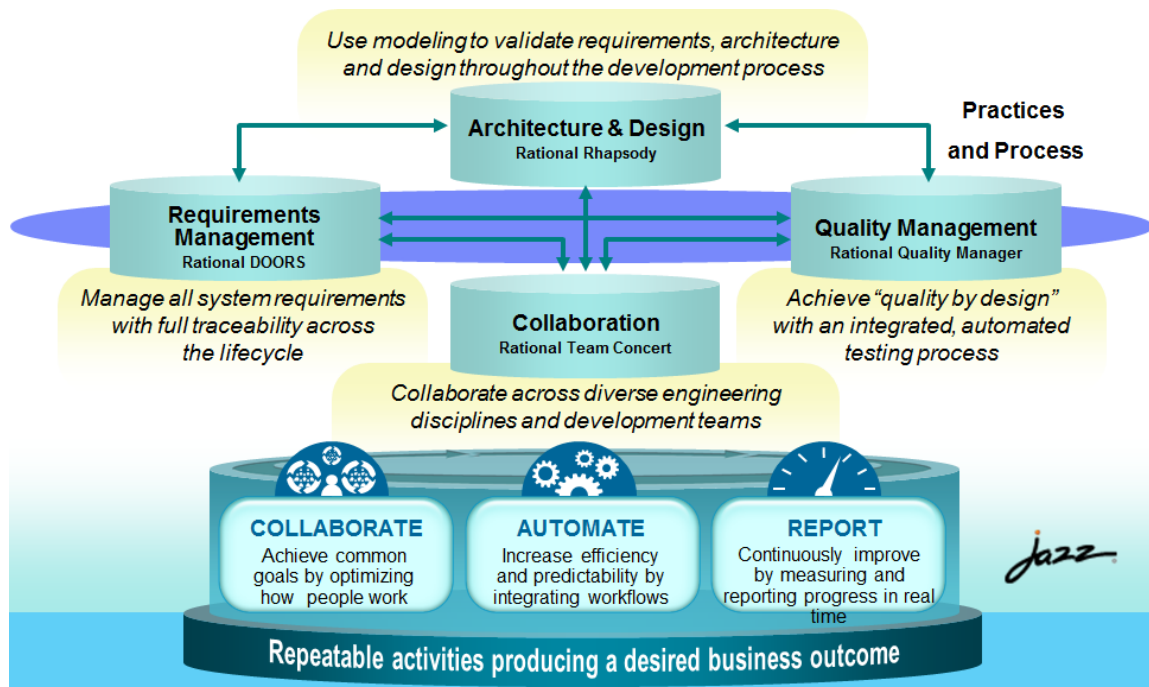 Use modeling to validate requirements, architecture
and design throughout the development process
Architecture & Design
Rational Rhapsody
Practices
and Process
Requirements
Management
Rational DOORS
Quality Management
Rational Quality Manager
Manage all system requirements
with full traceability across
the lifecycle
Collaboration
Rational Team Concert
Achieve “quality by design”
with an integrated, automated
testing process
Collaborate across diverse engineering
disciplines and development teams
COLLABORATE
Achieve common
goals by optimizing
how people work
AUTOMATE
Increase efficiency
and predictability by
integrating workflows
REPORT
Continuously improve
by measuring and
reporting progress in real
time
jazz
Repeatable activities producing a desired business outcome